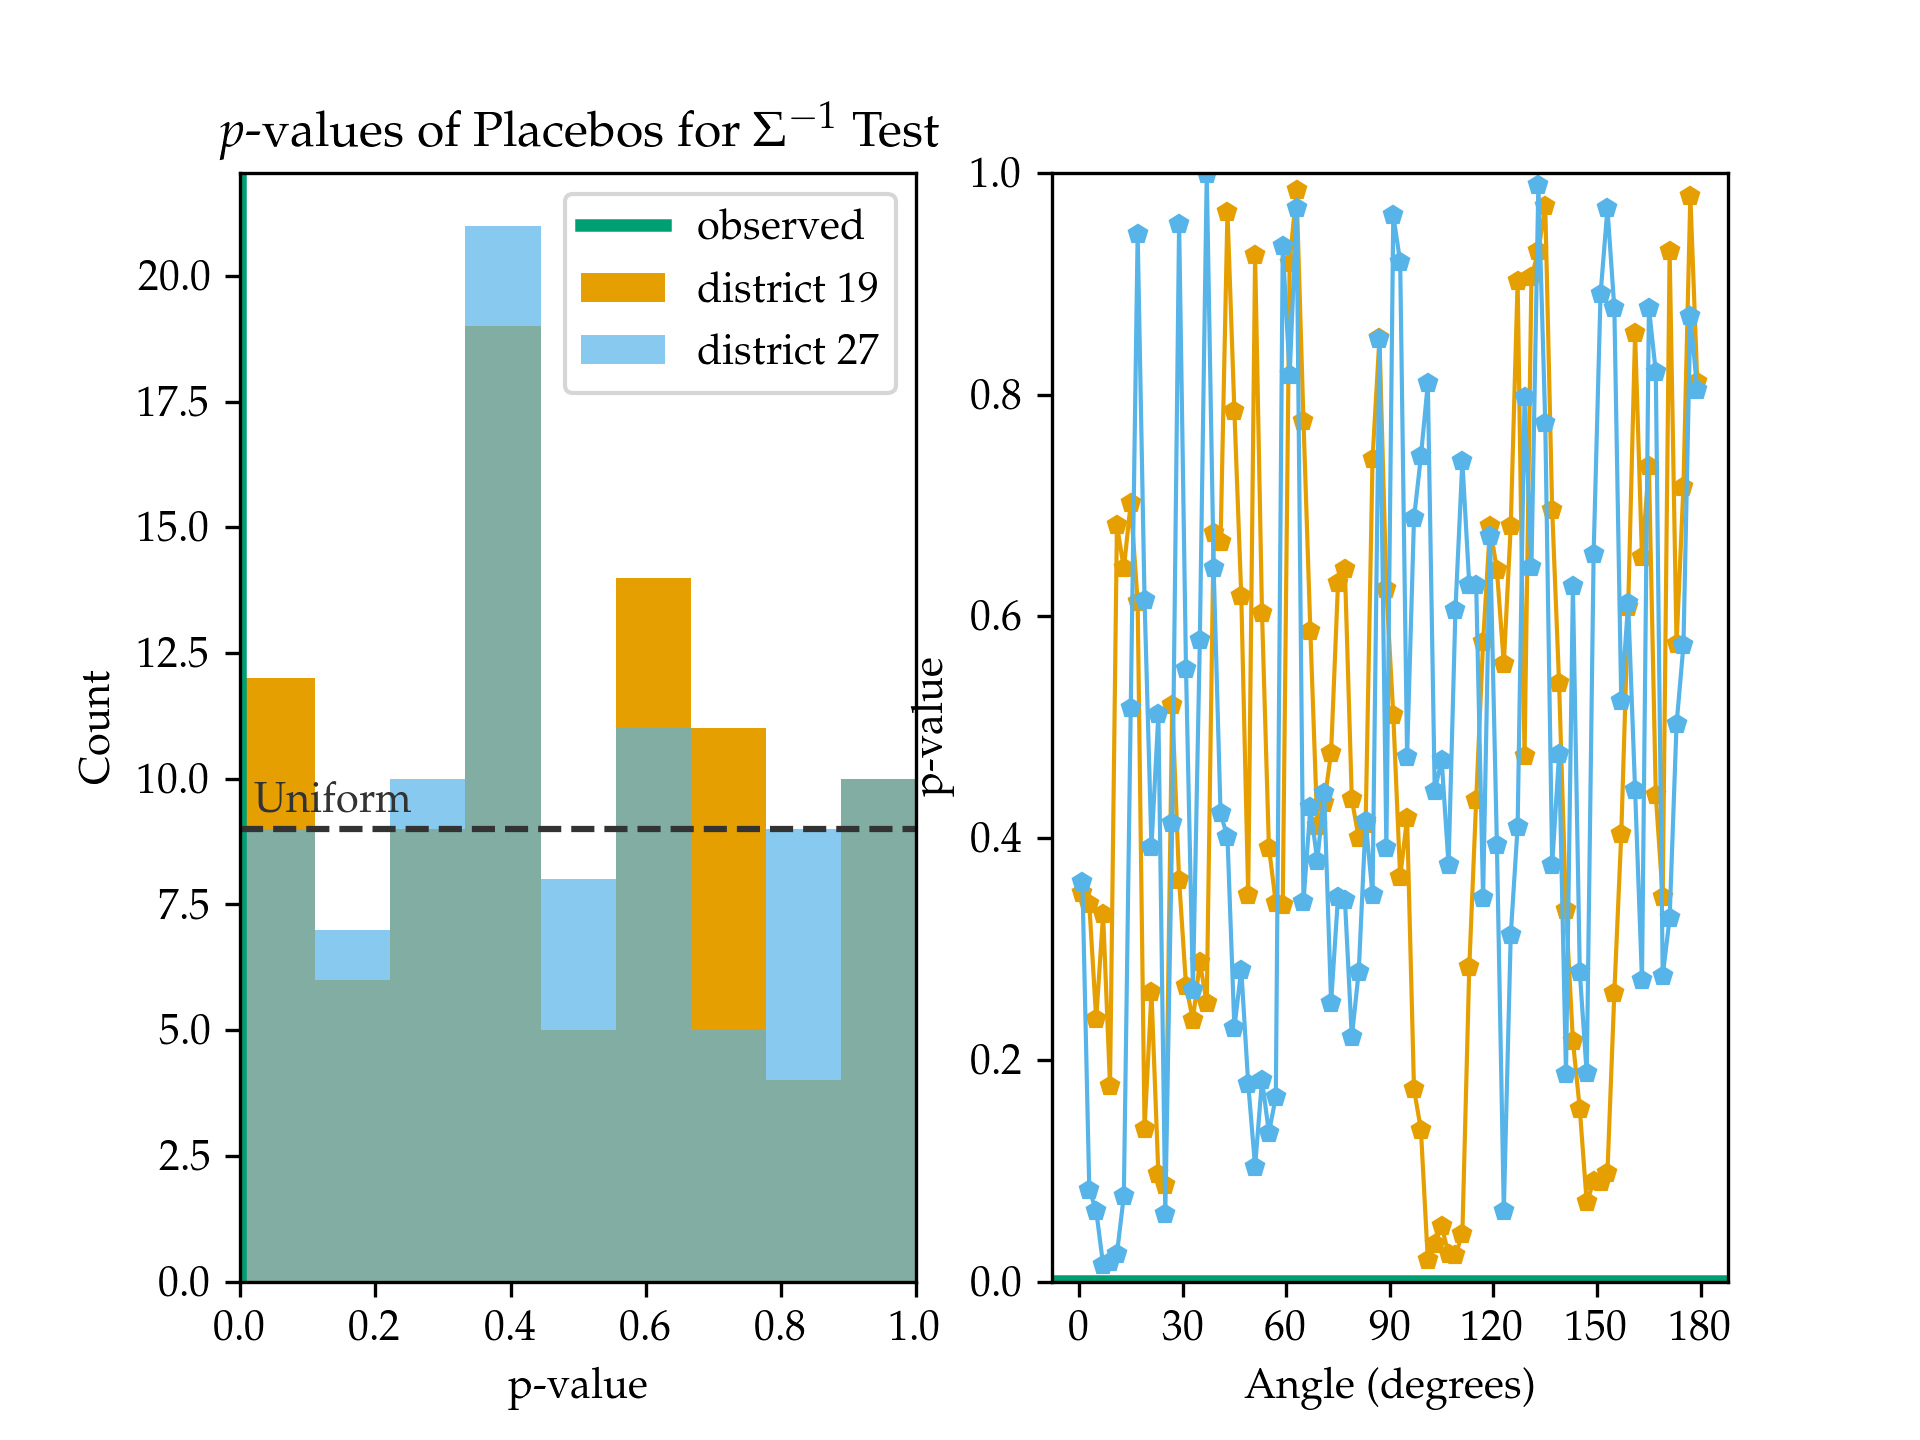 p-values of Placebos for Σ⁻¹ Test
observed
district 19
district 27
Uniform
Count
20.0
17.5
15.0
12.5
10.0
7.5
5.0
2.5
0.0
0.0 0.2 0.4 0.6 0.8 1.0
p-value
p-value
1.0
0.8
0.6
0.4
0.2
0.0
0 30 60 90 120 150 180
Angle (degrees)